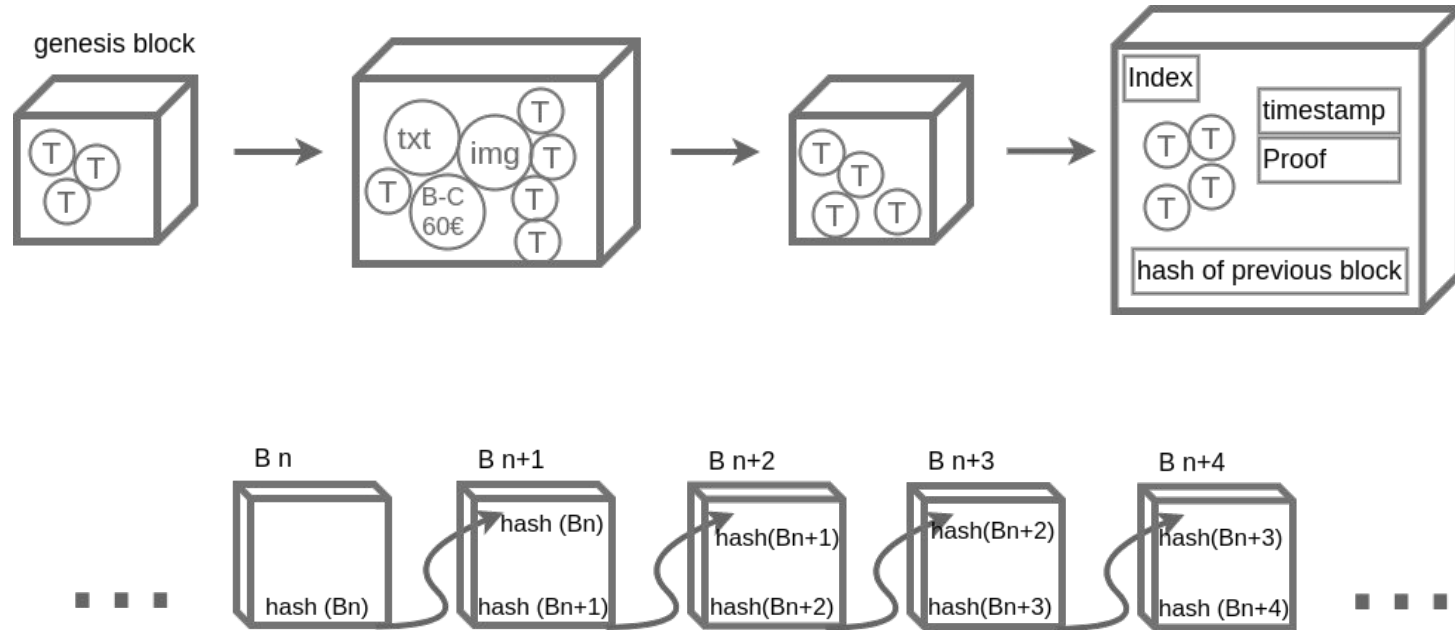 genesis block
T
T
T
txt
img
T
T
T
B-C
60€
T
T
T
T
T
T
Index
timestamp
Proof
T
T
T
T
hash of previous block
B n
B n+1
B n+2
B n+3
B n+4
hash (Bn)
hash(Bn+1)
hash(Bn+2)
hash(Bn+3)
hash (Bn)
hash (Bn+1)
hash(Bn+2)
hash(Bn+3)
hash (Bn+4)